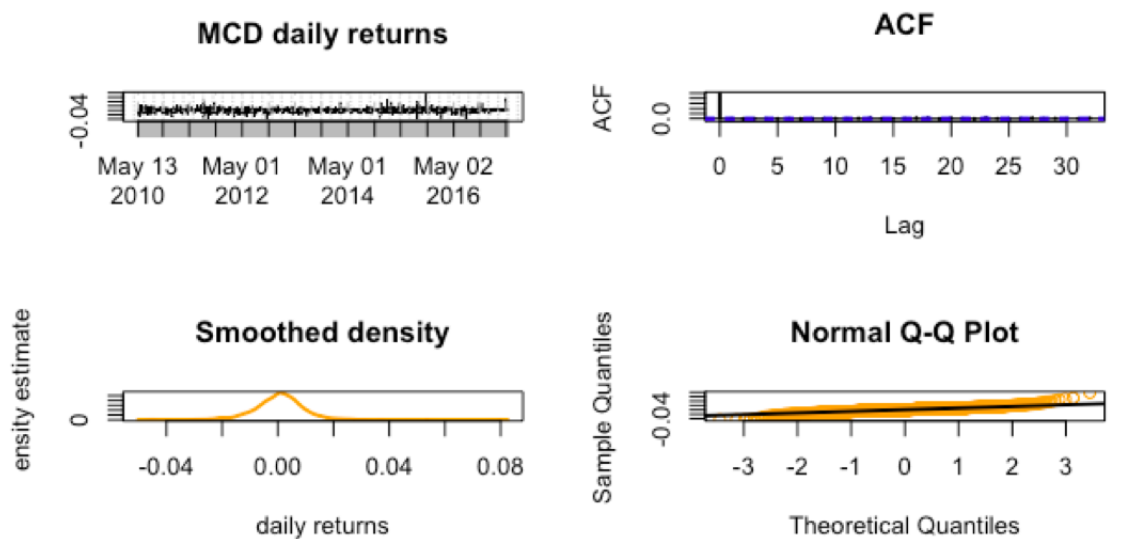 MCD daily returns
-0.04
May 13 May 01 May 01 May 02
2010 2012 2014 2016
ACF
ACF
0.0
0 5 10 15 20 25 30
Lag
Smoothed density
ensity estimate
0
-0.04 0.00 0.04 0.08
daily returns
Normal Q-Q Plot
Sample Quantiles
-0.04
-3 -2 -1 0 1 2 3
Theoretical Quantiles